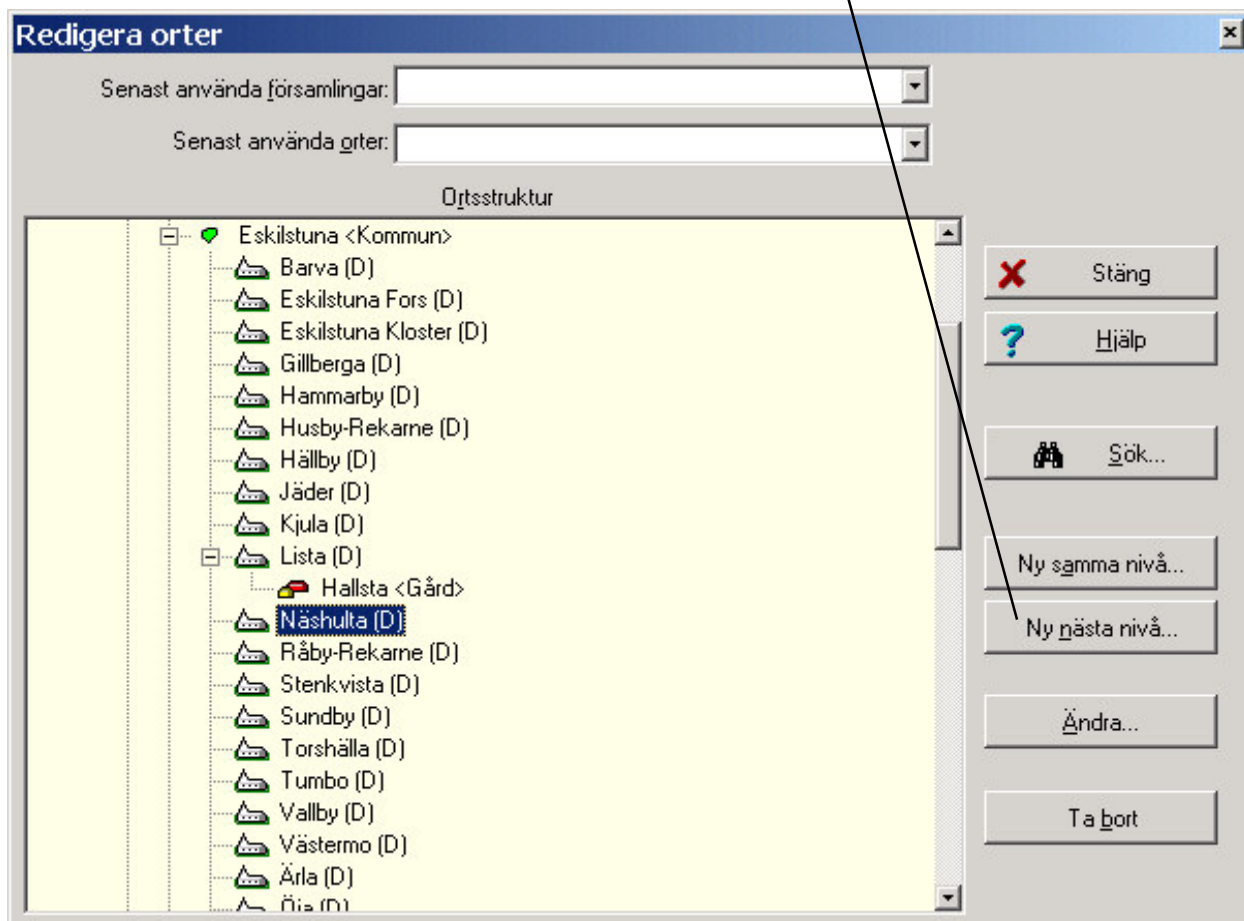 Redigera orter
Senast använda församlingar:
Senast använda orter:
Ortsstruktur
Eskilstuna <Kommun>
Barva (D)
Eskilstuna Fors (D)
Eskilstuna Kloster (D)
Gillberga (D)
Hammarby (D)
Husby-Rekarne (D)
Hällby (D)
Jäder (D)
Kjula (D)
Lista (D)
Hallsta <Gård>
Näshulta (D)
Råby-Rekarne (D)
Stenkvista (D)
Sundby (D)
Torshälla (D)
Tumbo (D)
Vallby (D)
Västermo (D)
Ärla (D)
Öja (D)
Stäng
Hjälp
Sök...
Ny samma nivå...
Ny nästa nivå...
Ändra...
Ta bort